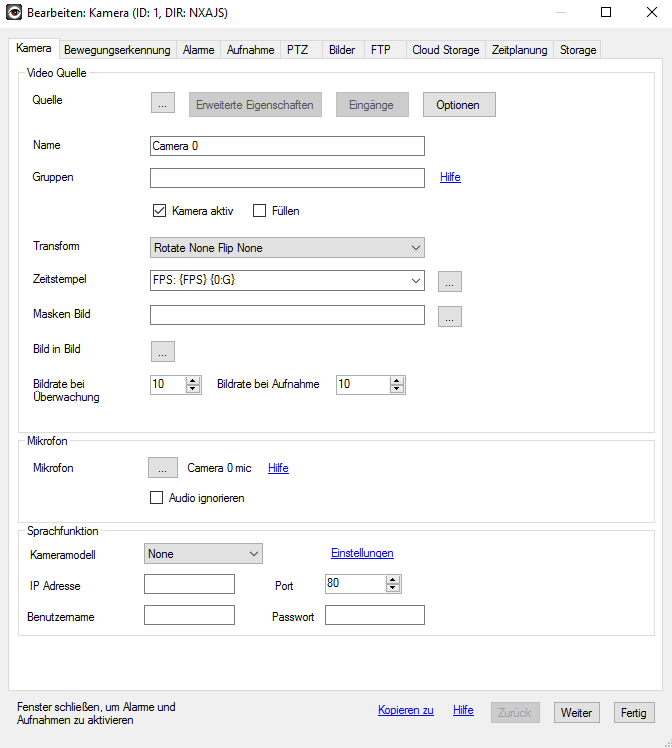 Bearbeiten: Kamera (ID: 1, DIR: NXAJS)
Kamera Bewegungserkennung Alarme Aufnahme PTZ Bilder FTP Cloud Storage Zeitplanung Storage
Video Quelle
Quelle ... Erweiterte Eigenschaften Eingänge Optionen
Name Camera 0
Gruppen Hilfe
Kamera aktiv Füllen
Transform Rotate None Flip None
Zeitstempel FPS: {FPS} {0:G} ...
Masken Bild ...
Bild in Bild ...
Bildrate bei
Überwachung 10 Bildrate bei Aufnahme 10
Mikrofon
Mikrofon ... Camera 0 mic Hilfe
Audio ignorieren
Sprachfunktion
Kameramodell None Einstellungen
IP Adresse Port 80
Benutzername Passwort
Fenster schließen, um Alarme und
Aufnahmen zu aktivieren
Kopieren zu Hilfe Zurück Weiter Fertig